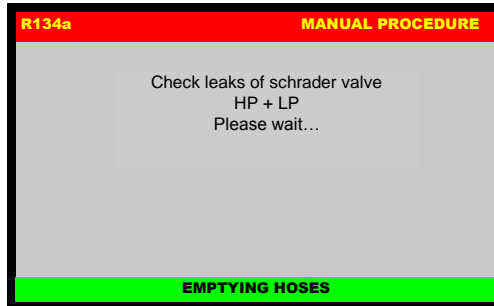 R134a MANUAL PROCEDURE
Check leaks of schrader valve
HP + LP
Please wait…
EMPTYING HOSES